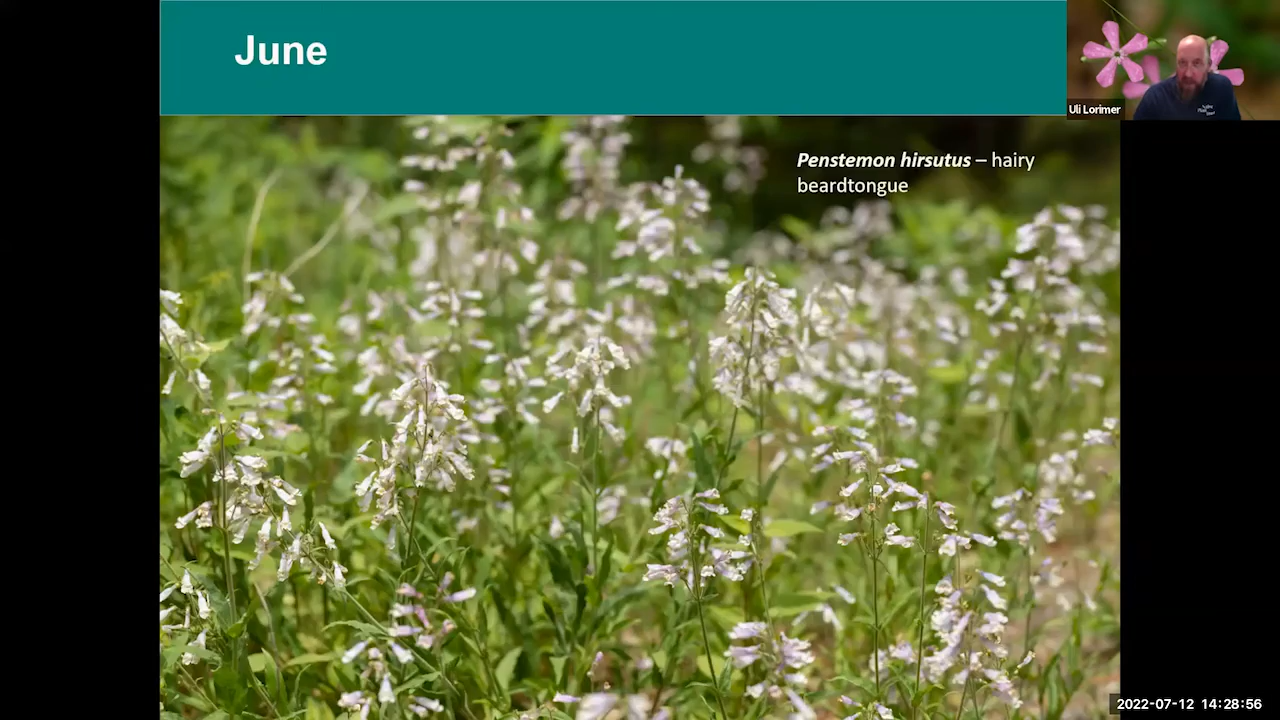 June
Penstemon hirsutus – hairy
beardtongue
Uli Lorimer
2022-07-12 14:28:56